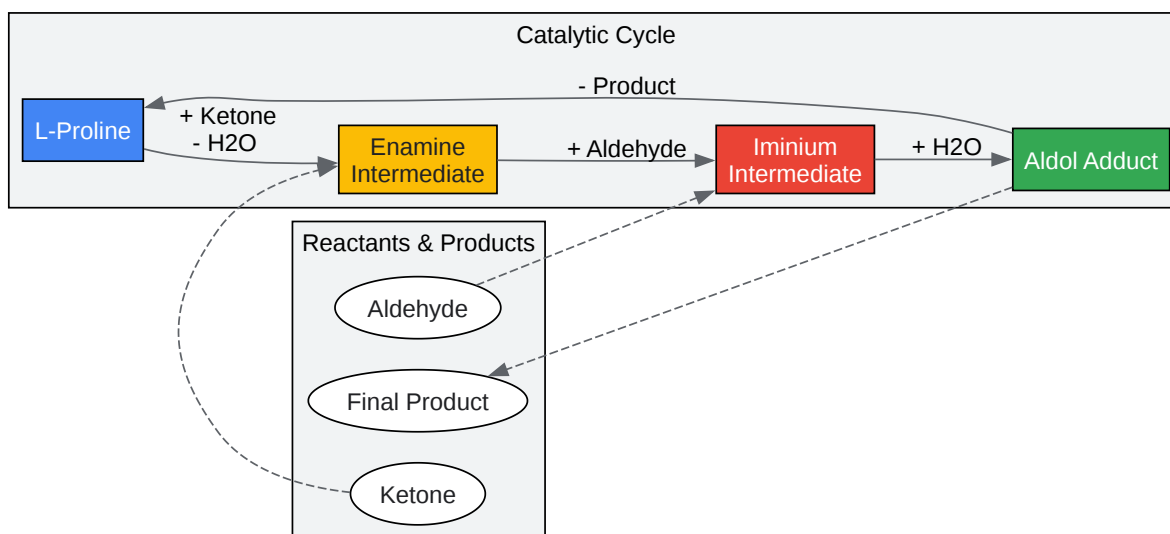 Catalytic Cycle
- Product
L-Proline
+ Ketone
- H2O
Enamine
Intermediate
+ Aldehyde
Iminium
Intermediate
+ H2O
Aldol Adduct
Reactants & Products
Aldehyde
Final Product
Ketone